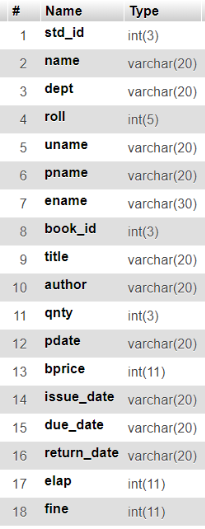 # Name Type
1 std_id int(3)
2 name varchar(20)
3 dept varchar(20)
4 roll int(5)
5 uname varchar(20)
6 pname varchar(20)
7 ename varchar(30)
8 book_id int(3)
9 title varchar(20)
10 author varchar(20)
11 qnty int(3)
12 pdate varchar(20)
13 bprice int(11)
14 issue_date varchar(20)
15 due_date varchar(20)
16 return_date varchar(20)
17 elap int(11)
18 fine int(11)